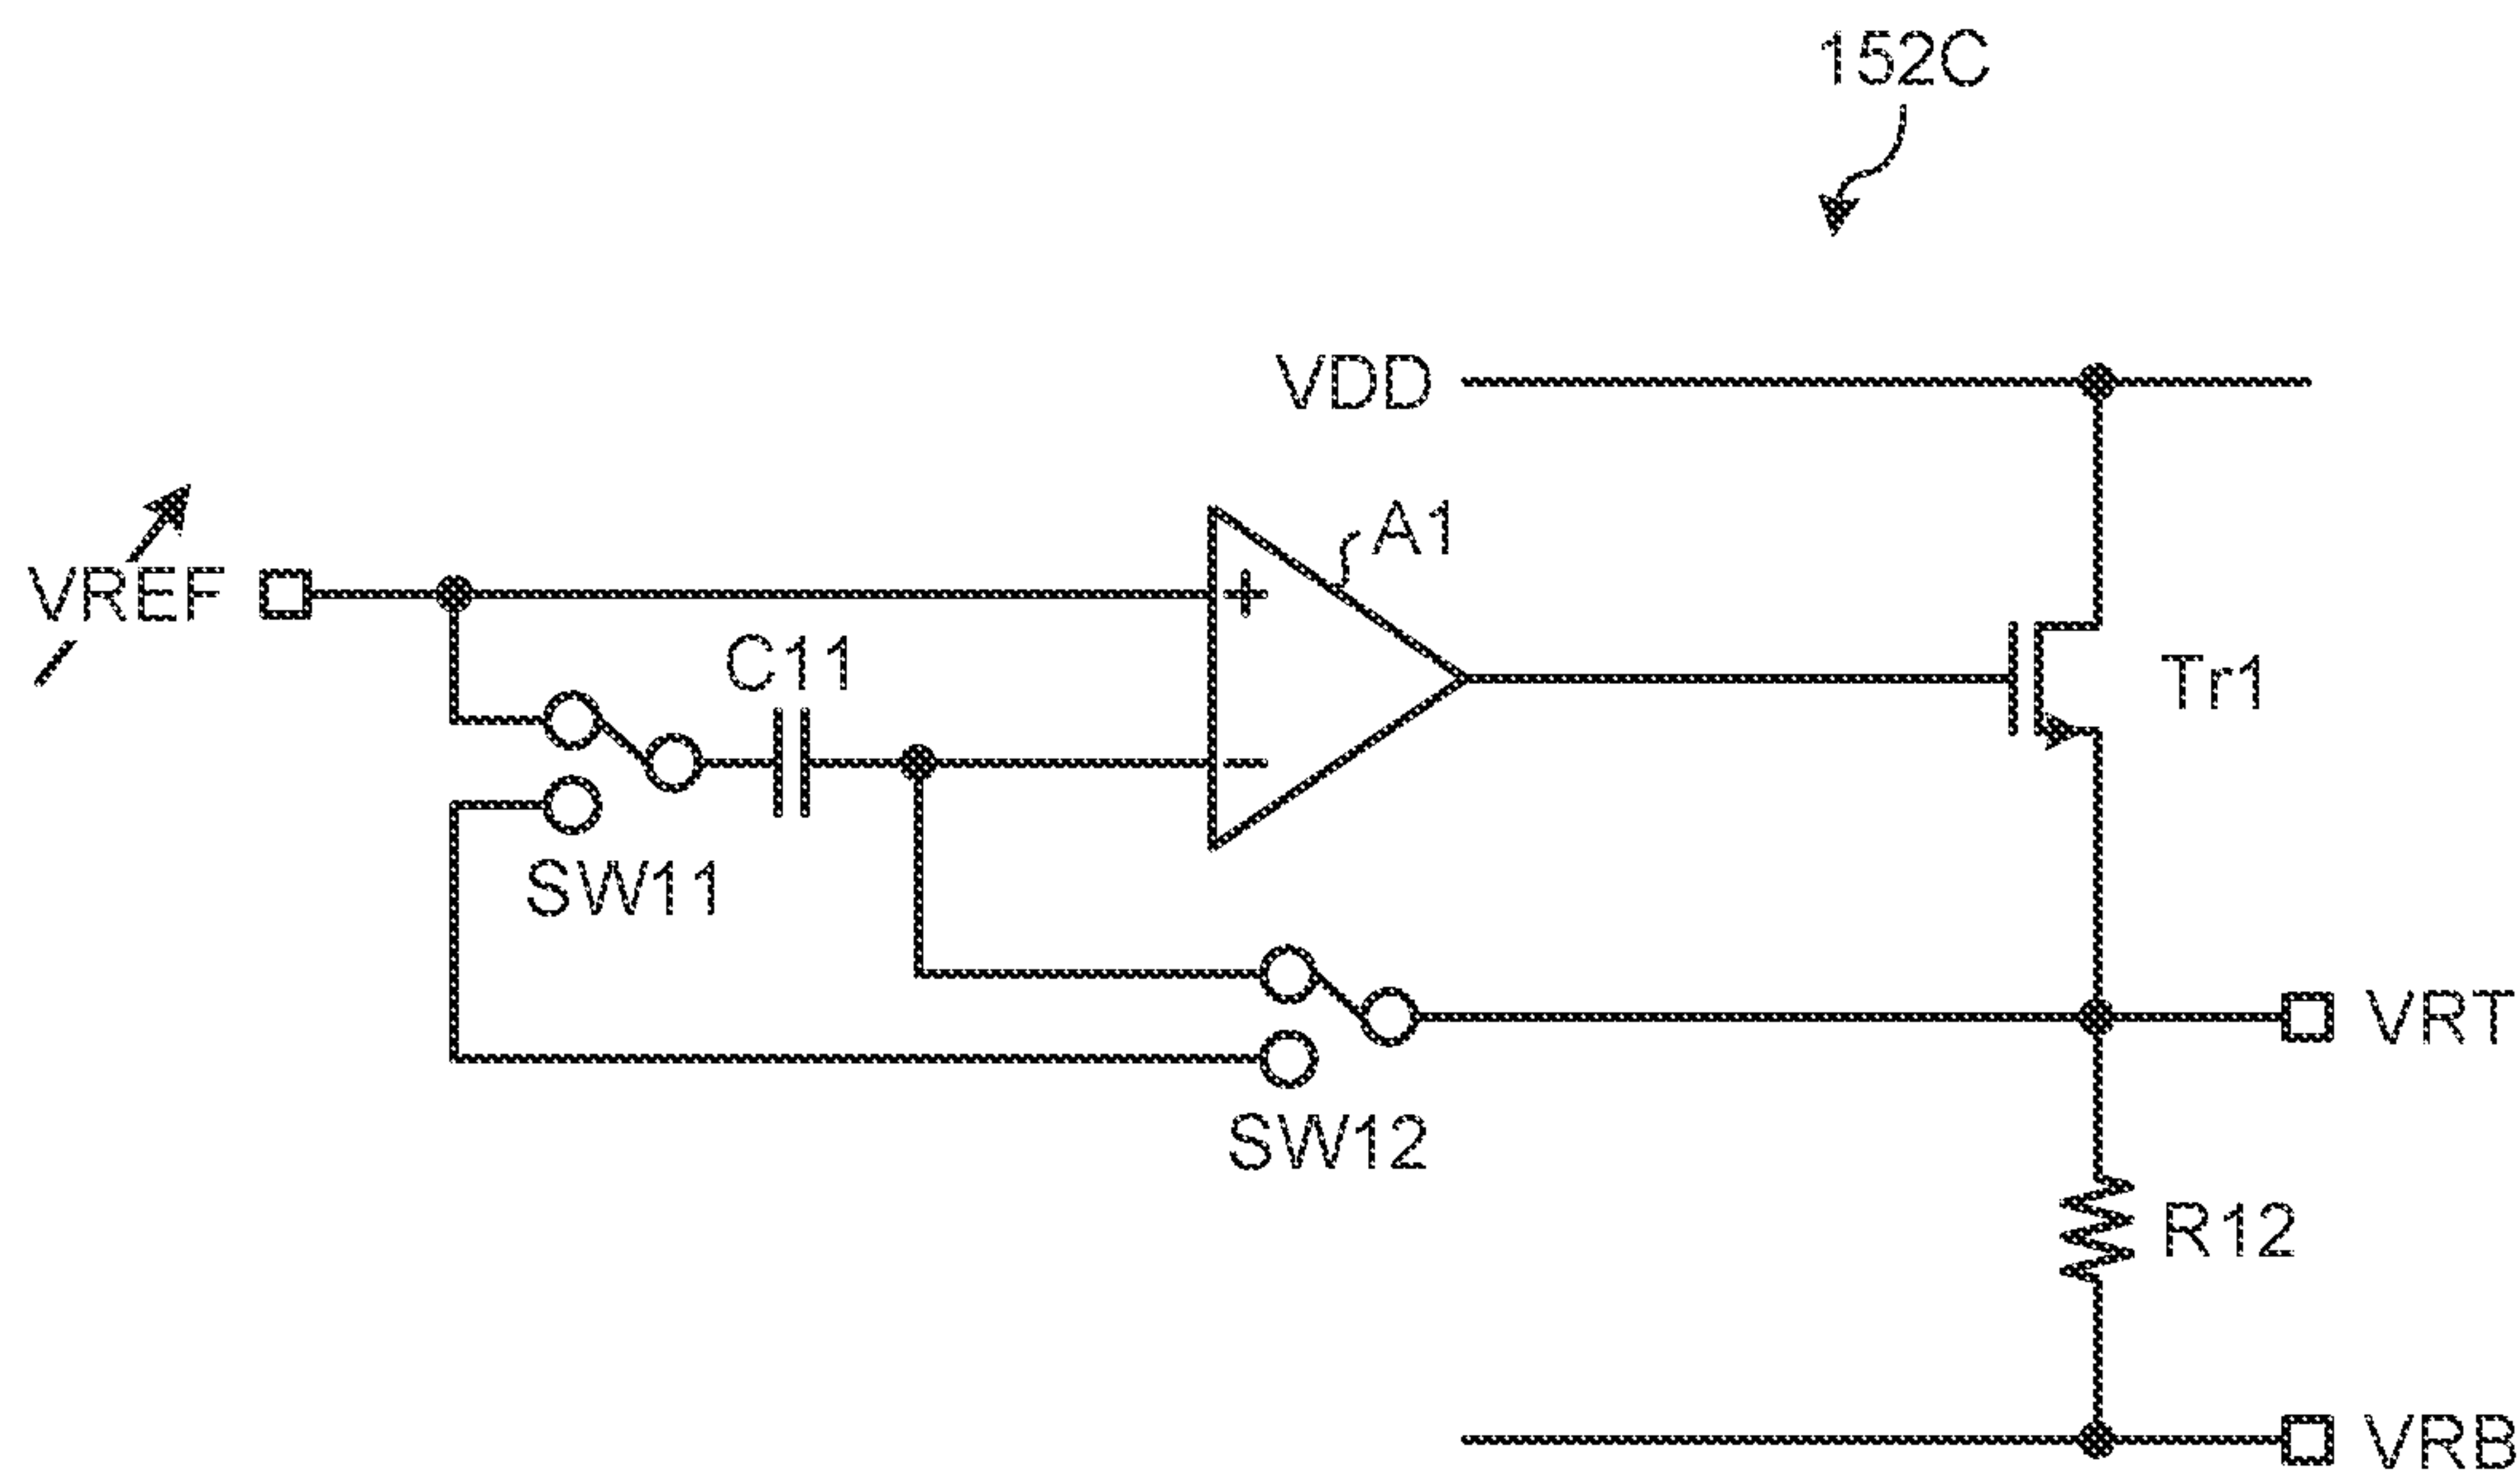 152C
VDD
A1
VREF
+
C11
Tr1
−
SW11
VRT
SW12
R12
VRB